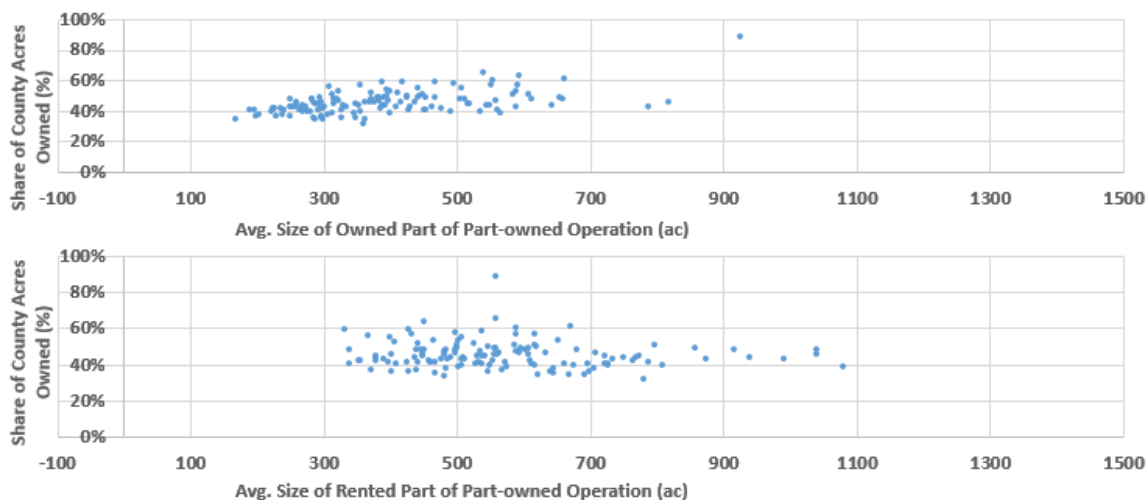 Share of County Acres
Owned (%)
100%
80%
60%
40%
20%
0%
-100 100 300 500 700 900 1100 1300 1500
Avg. Size of Owned Part of Part-owned Operation (ac)
Share of County Acres
Owned (%)
100%
80%
60%
40%
20%
0%
-100 100 300 500 700 900 1100 1300 1500
Avg. Size of Rented Part of Part-owned Operation (ac)